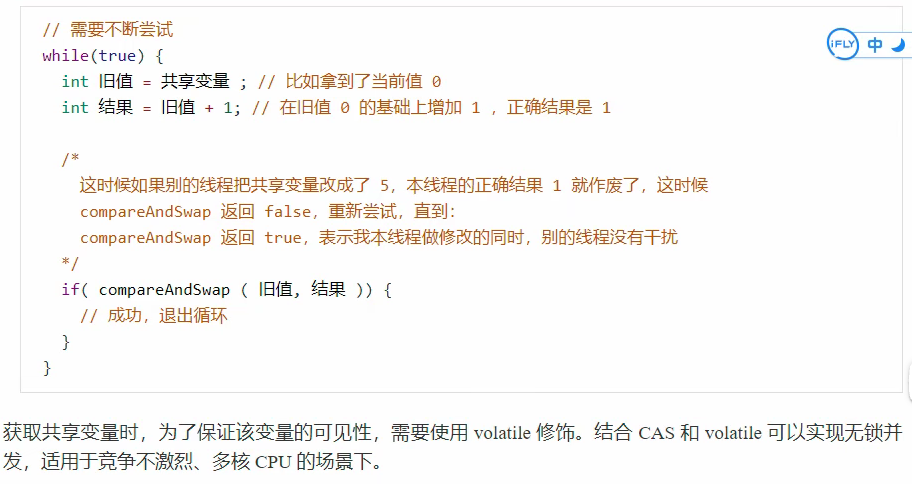 // 需要不断尝试
while(true) {
int 旧值 = 共享变量 ; // 比如拿到了当前值 0
int 结果 = 旧值 + 1; // 在旧值 0 的基础上增加 1 ，正确结果是 1
/*
这时候如果别的线程把共享变量改成了 5，本线程的正确结果 1 就作废了，这时候
compareAndSwap 返回 false，重新尝试，直到：
compareAndSwap 返回 true，表示我本线程做修改的同时，别的线程没有干扰
*/
if( compareAndSwap ( 旧值, 结果 )) {
// 成功，退出循环
}
}
iFLY 中
获取共享变量时，为了保证该变量的可见性，需要使用 volatile 修饰。结合 CAS 和 volatile 可以实现无锁并
发，适用于竞争不激烈、多核 CPU 的场景下。